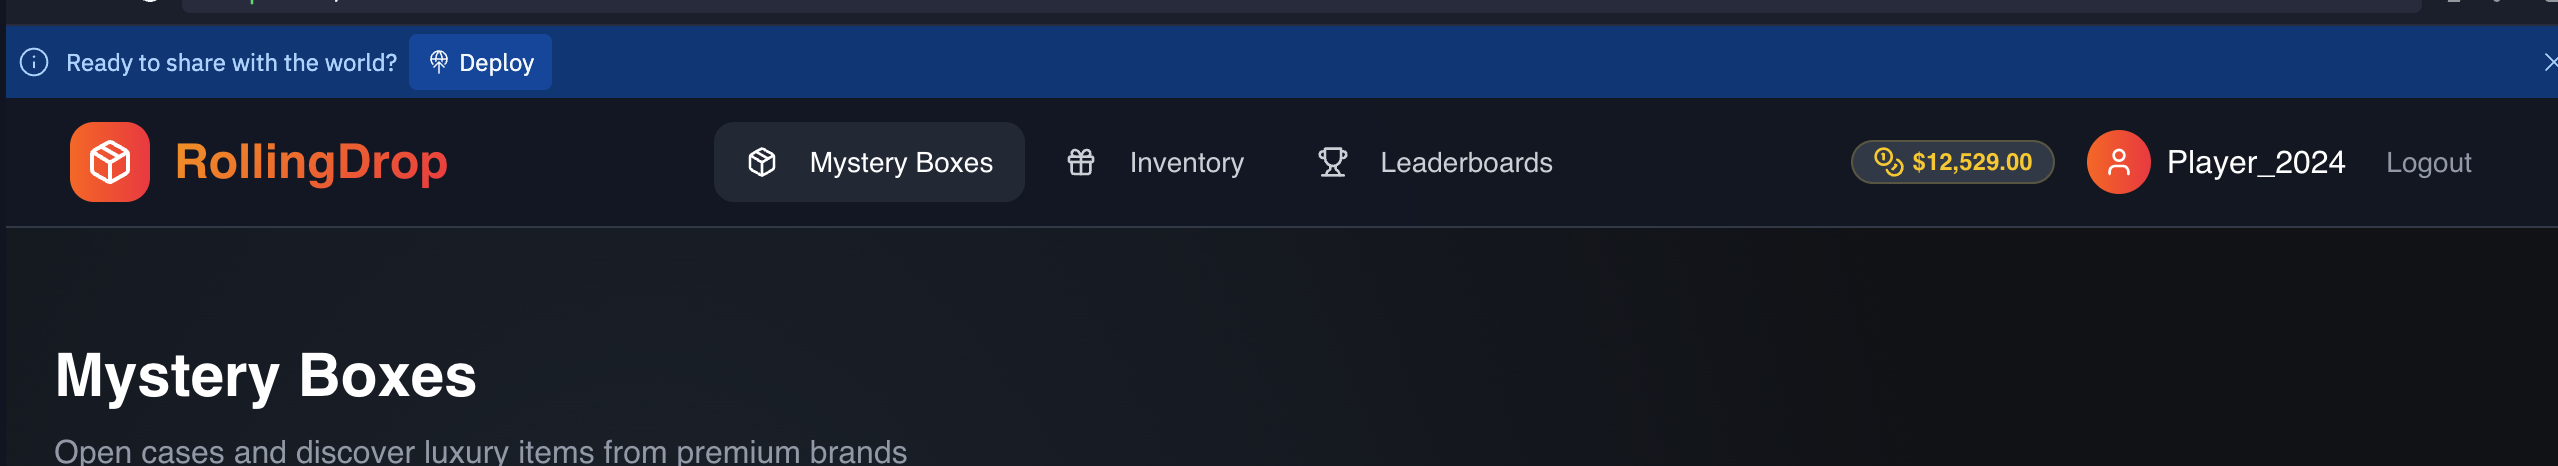 Ready to share with the world? Deploy
RollingDrop Mystery Boxes Inventory Leaderboards $12,529.00 Player_2024 Logout
Mystery Boxes
Open cases and discover luxury items from premium brands